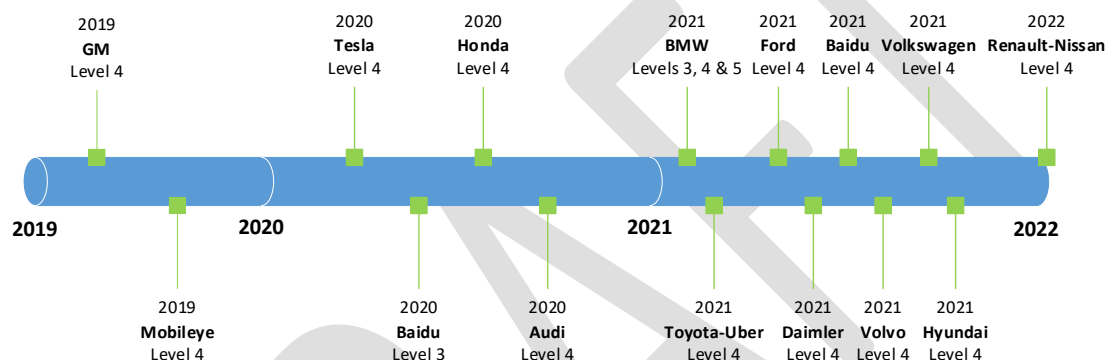 2019
GM
Level 4
2020
Tesla
Level 4
2020
Honda
Level 4
2021
BMW
Levels 3, 4 & 5
2021
Ford
Level 4
2021
Baidu
Level 4
2021
Volkswagen
Level 4
2022
Renault-Nissan
Level 4
2019
2020
2021
2022
2019
Mobileye
Level 4
2020
Baidu
Level 3
2020
Audi
Level 4
2021
Toyota-Uber
Level 4
2021
Daimler
Level 4
2021
Volvo
Level 4
2021
Hyundai
Level 4